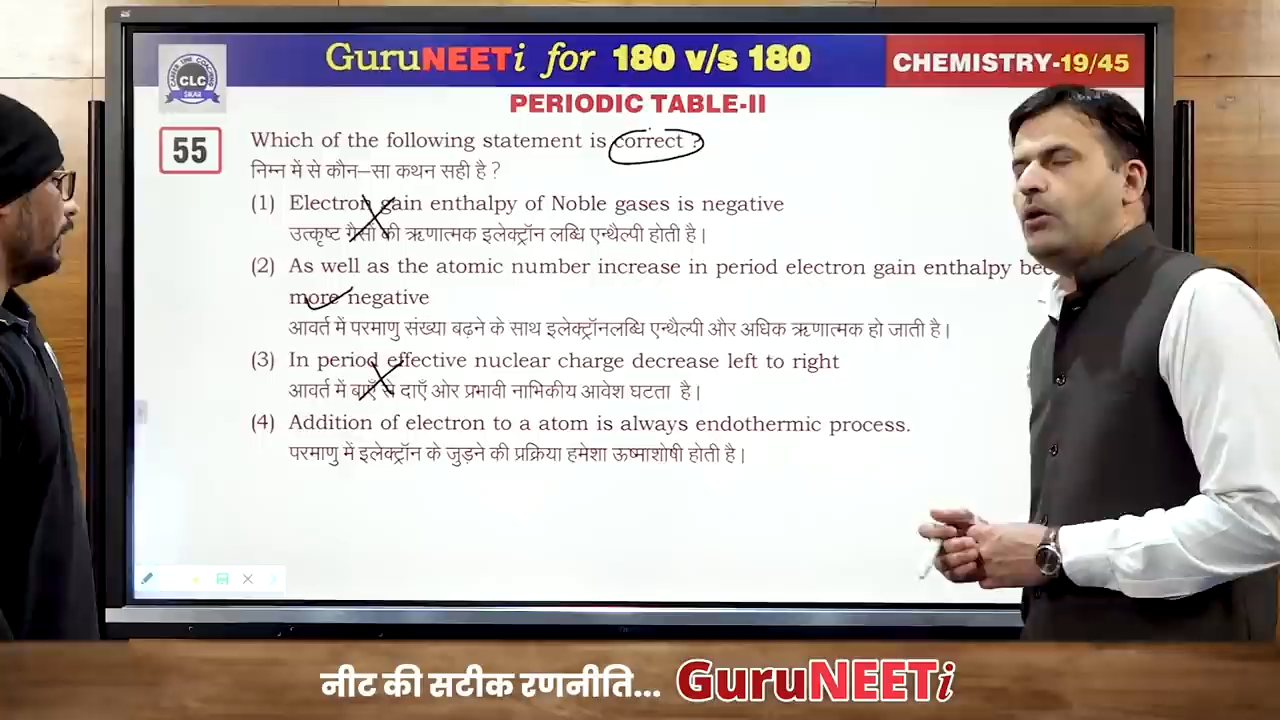 CLC
SIKAR
GuruNEETi for 180 v/s 180
CHEMISTRY-19/45
PERIODIC TABLE-II
55
Which of the following statement is correct ?
निम्न में से कौन–सा कथन सही है ?
(1) Electron gain enthalpy of Noble gases is negative
उत्कृष्ट गैसों की ऋणात्मक इलेक्ट्रॉन लब्धि एन्थैल्पी होती है।
(2) As well as the atomic number increase in period electron gain enthalpy
more negative
आवर्त में परमाणु संख्या बढ़ने के साथ इलेक्ट्रॉनलब्धि एन्थैल्पी और अधिक ऋणात्मक हो जाती है।
(3) In period effective nuclear charge decrease left to right
आवर्त में बाएँ से दाएँ ओर प्रभावी नाभिकीय आवेश घटता है।
(4) Addition of electron to a atom is always endothermic process.
परमाणु में इलेक्ट्रॉन के जुड़ने की प्रक्रिया हमेशा ऊष्माशोषी होती है।
नीट की सटीक रणनीति... GuruNEETi